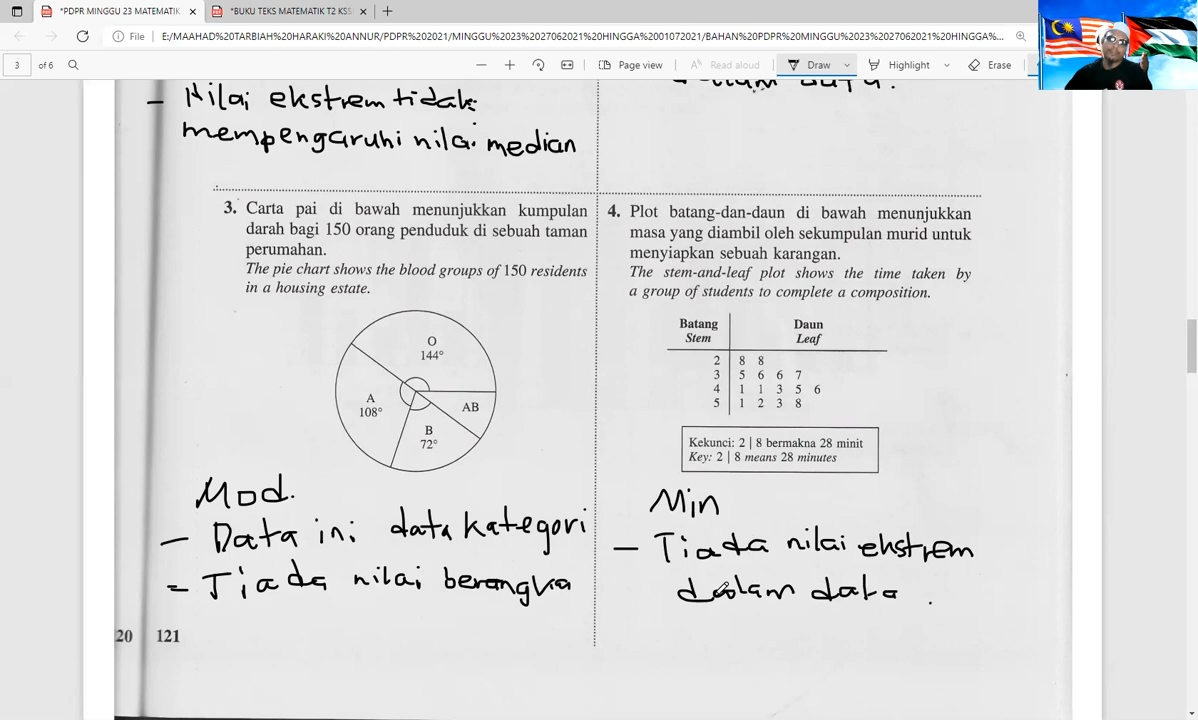 *PDPR MINGGU 23 MATEMATIK
*BUKU TEKS MATEMATIK T2 KSS
File
E:/MAAHAD%20TARBIAH%20HARAKI%20ANNUR/PDPR%202021/MINGGU%2023%2027062021%20HINGGA%2001072021/BAHAN%20PDPR%20MINGGU%2023%2027062021%20HINGGA%...
3 of 6
Page view
Read aloud
Draw
Highlight
Erase
- Nilai ekstrem tidak
mempengaruhi nilai median
3. Carta pai di bawah menunjukkan kumpulan
darah bagi 150 orang penduduk di sebuah taman
perumahan.
The pie chart shows the blood groups of 150 residents
in a housing estate.
O
144°
A
108°
AB
B
72°
Mod.
- Data ini data kategori
- Tiada nilai berangka
4. Plot batang-dan-daun di bawah menunjukkan
masa yang diambil oleh sekumpulan murid untuk
menyiapkan sebuah karangan.
The stem-and-leaf plot shows the time taken by
a group of students to complete a composition.
Batang Daun
Stem Leaf
2 8 8
3 5 6 6 7
4 1 1 3 5 6
5 1 2 3 8
Kekunci: 2 | 8 bermakna 28 minit
Key: 2 | 8 means 28 minutes
Min
- Tiada nilai ekstrem
dalam data.
20 121